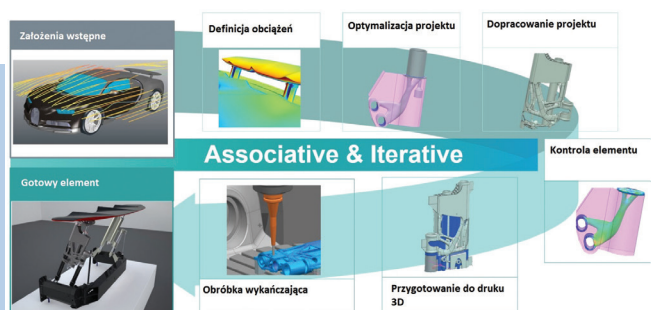 Założenia wstępne
Definicja obciążeń
Optymalizacja projektu
Dopracowanie projektu
Associative & Iterative
Kontrola elementu
Gotowy element
Obróbka wykańczająca
Przygotowanie do druku
3D